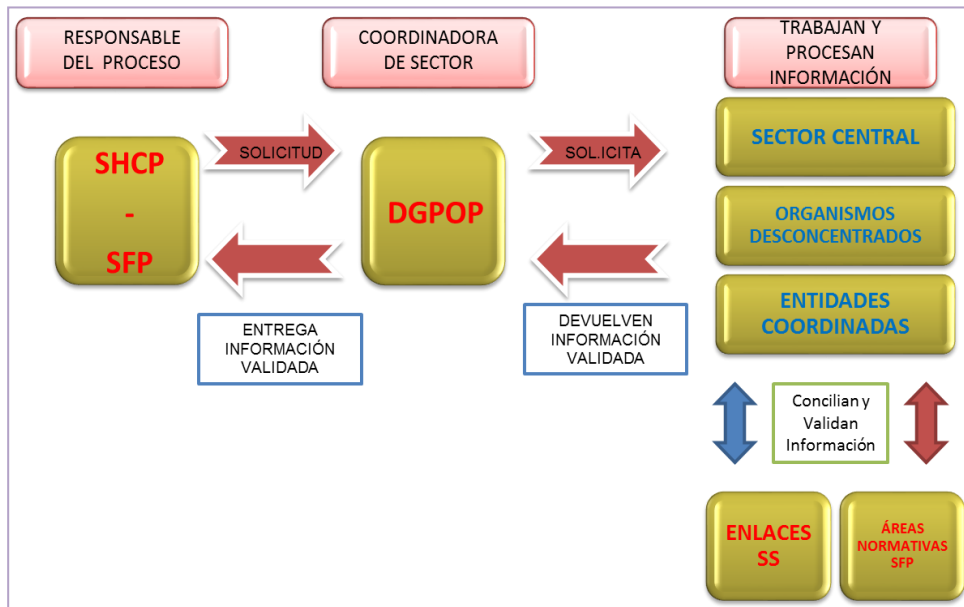 RESPONSABLE
DEL PROCESO
COORDINADORA
DE SECTOR
TRABAJAN Y
PROCESAN
INFORMACIÓN
SHCP
-
SFP
SOLICITUD
DGPOP
SOL.ICITA
SECTOR CENTRAL
ORGANISMOS
DESCONCENTRADOS
ENTIDADES
COORDINADAS
ENTREGA
INFORMACIÓN
VALIDADA
DEVUELVEN
INFORMACIÓN
VALIDADA
Concilian y
Validan
Información
ENLACES
SS
ÁREAS
NORMATIVAS
SFP